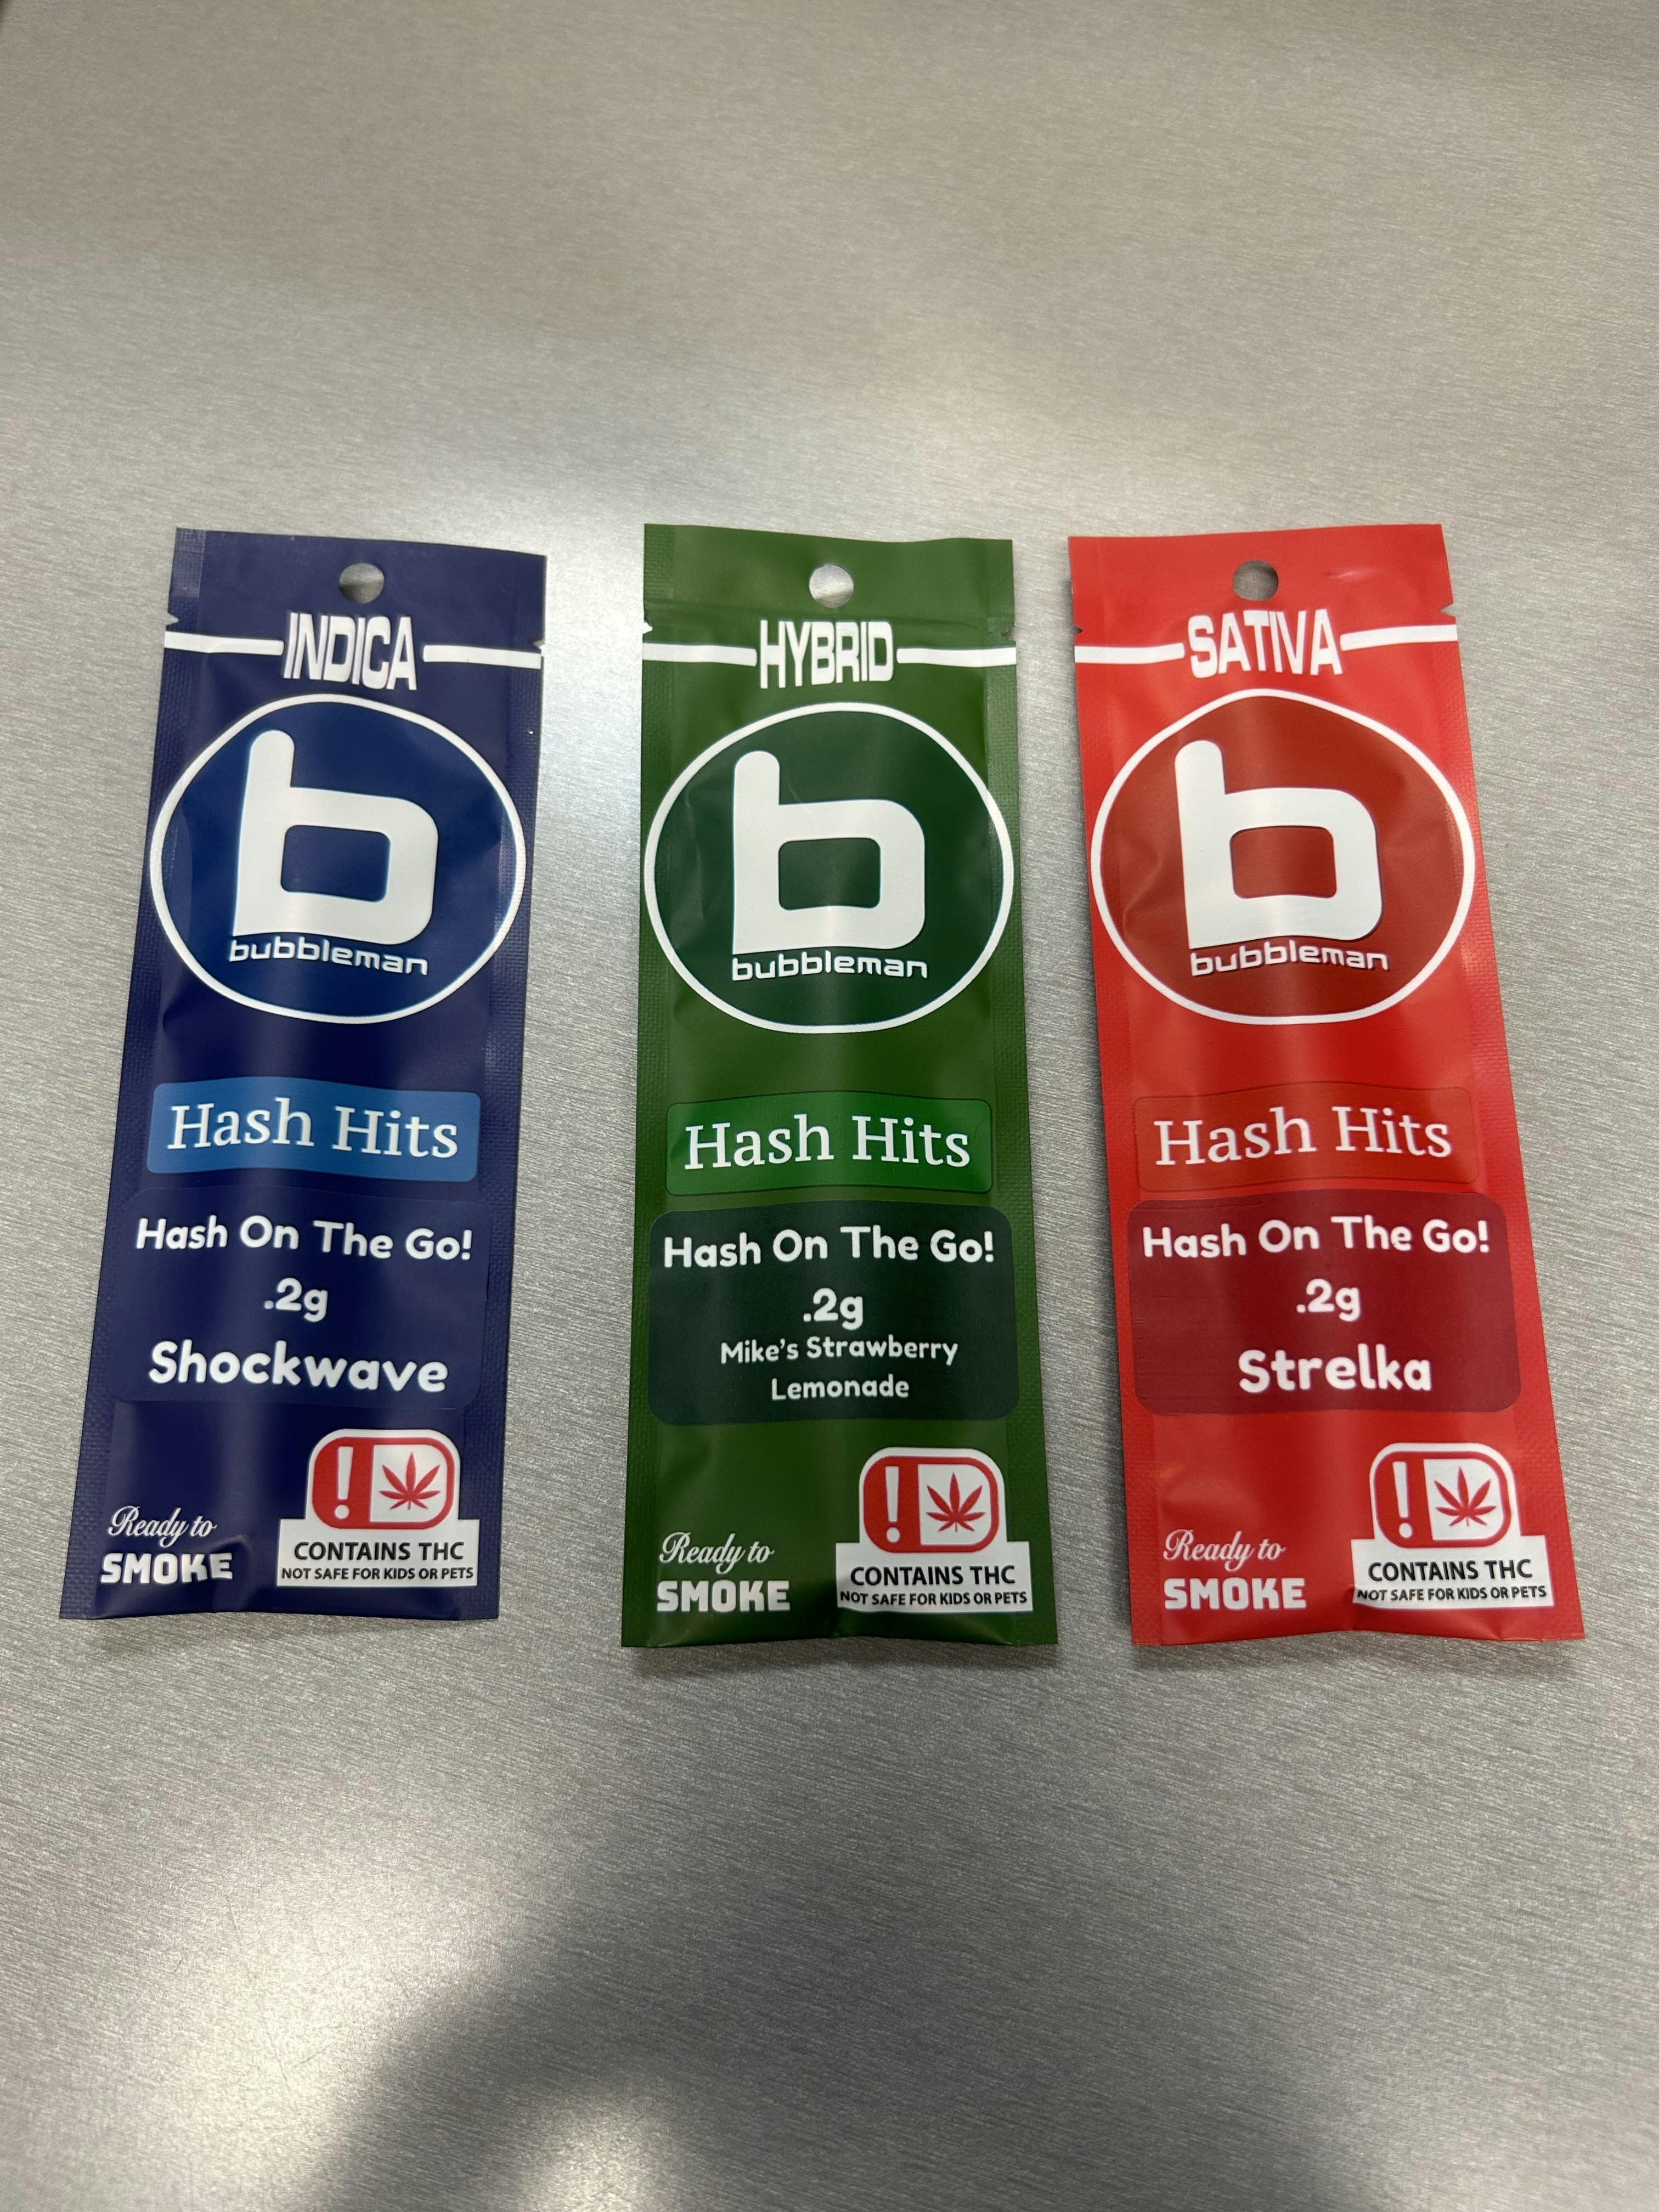 INDICA
b
bubbleman
Hash Hits
Hash On The Go!
.2g
Shockwave
Ready to
SMOKE
!
CONTAINS THC
NOT SAFE FOR KIDS OR PETS
HYBRID
b
bubbleman
Hash Hits
Hash On The Go!
.2g
Mike's Strawberry
Lemonade
Ready to
SMOKE
!
CONTAINS THC
NOT SAFE FOR KIDS OR PETS
SATIVA
b
bubbleman
Hash Hits
Hash On The Go!
.2g
Strelka
Ready to
SMOKE
!
CONTAINS THC
NOT SAFE FOR KIDS OR PETS